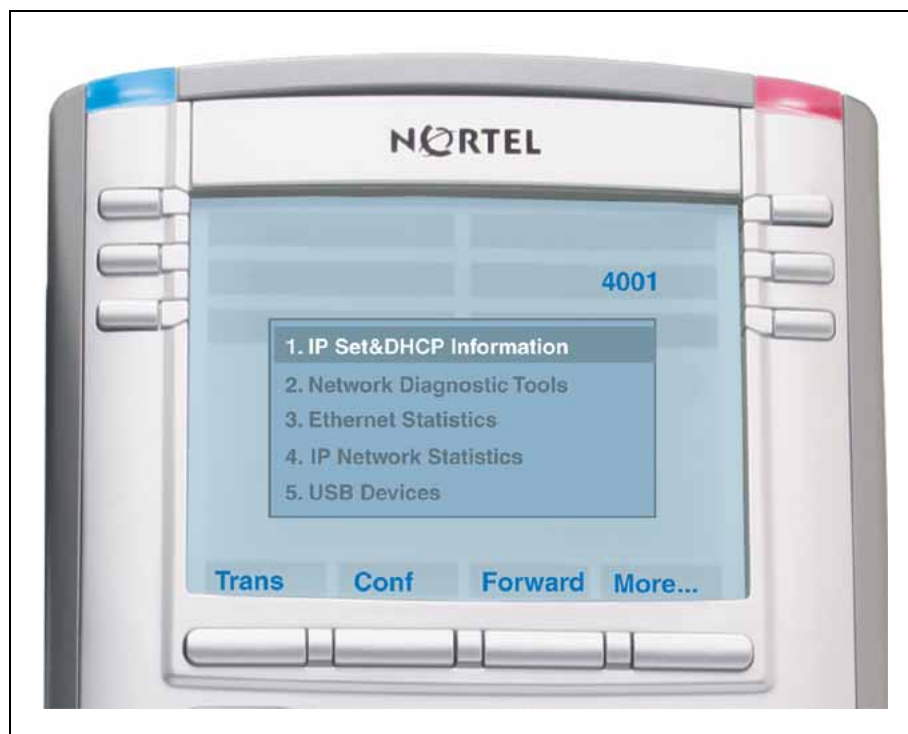 NORTEL
4001
1. IP Set&DHCP Information
2. Network Diagnostic Tools
3. Ethernet Statistics
4. IP Network Statistics
5. USB Devices
Trans Conf Forward More...